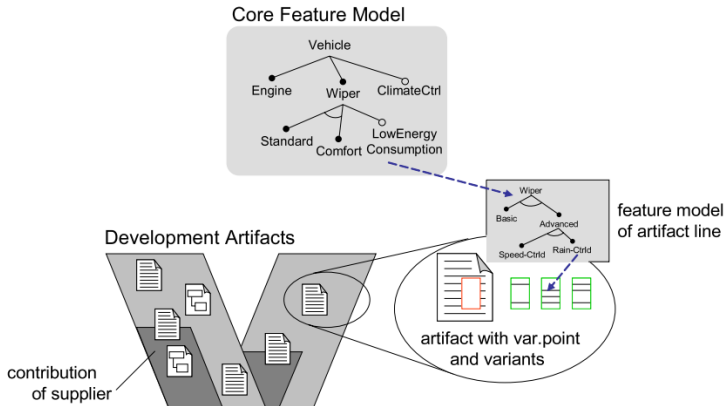 Core Feature Model
Vehicle
Engine
Wiper
ClimateCtrl
Standard
Comfort
LowEnergy
Consumption
Wiper
Basic
Advanced
Speed-Ctrld
Rain-Ctrld
feature model
of artifact line
Development Artifacts
artifact with var.point
and variants
contribution
of supplier